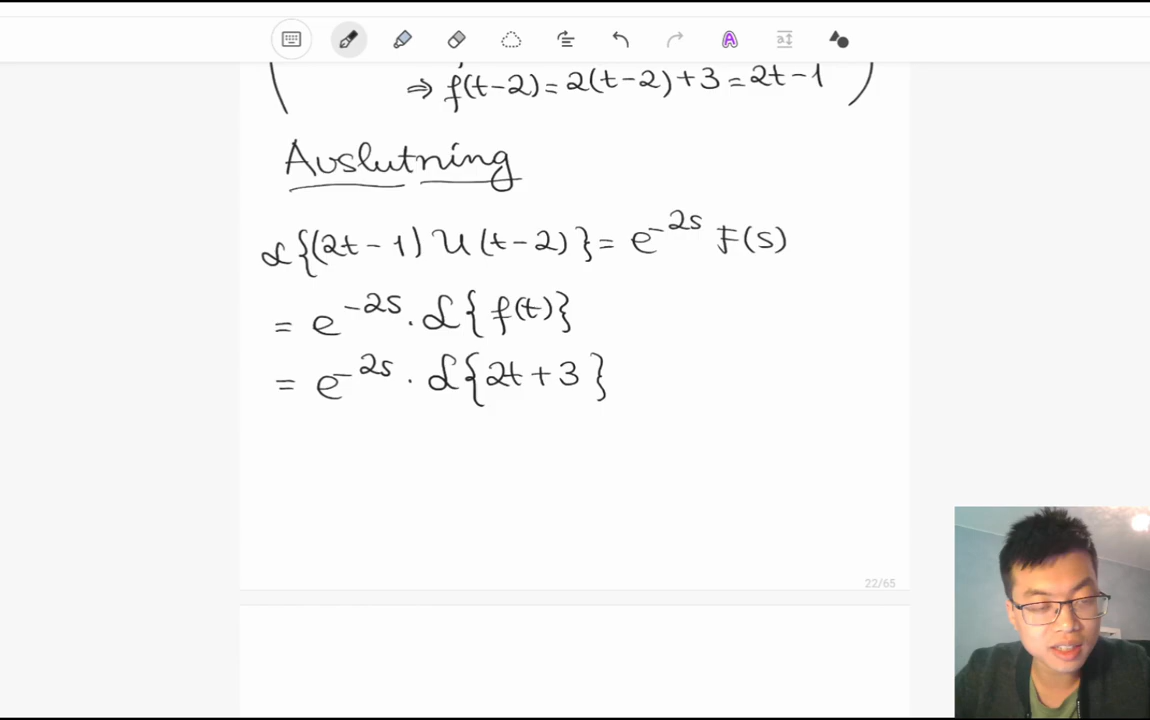 ⇒ f(t-2) = 2(t-2) + 3 = 2t - 1 )
Avslutning
ℒ{(2t - 1) U (t - 2)} = e^{-2s} F(s)
= e^{-2s} · ℒ{f(t)}
= e^{-2s} · ℒ{2t + 3}
22/65